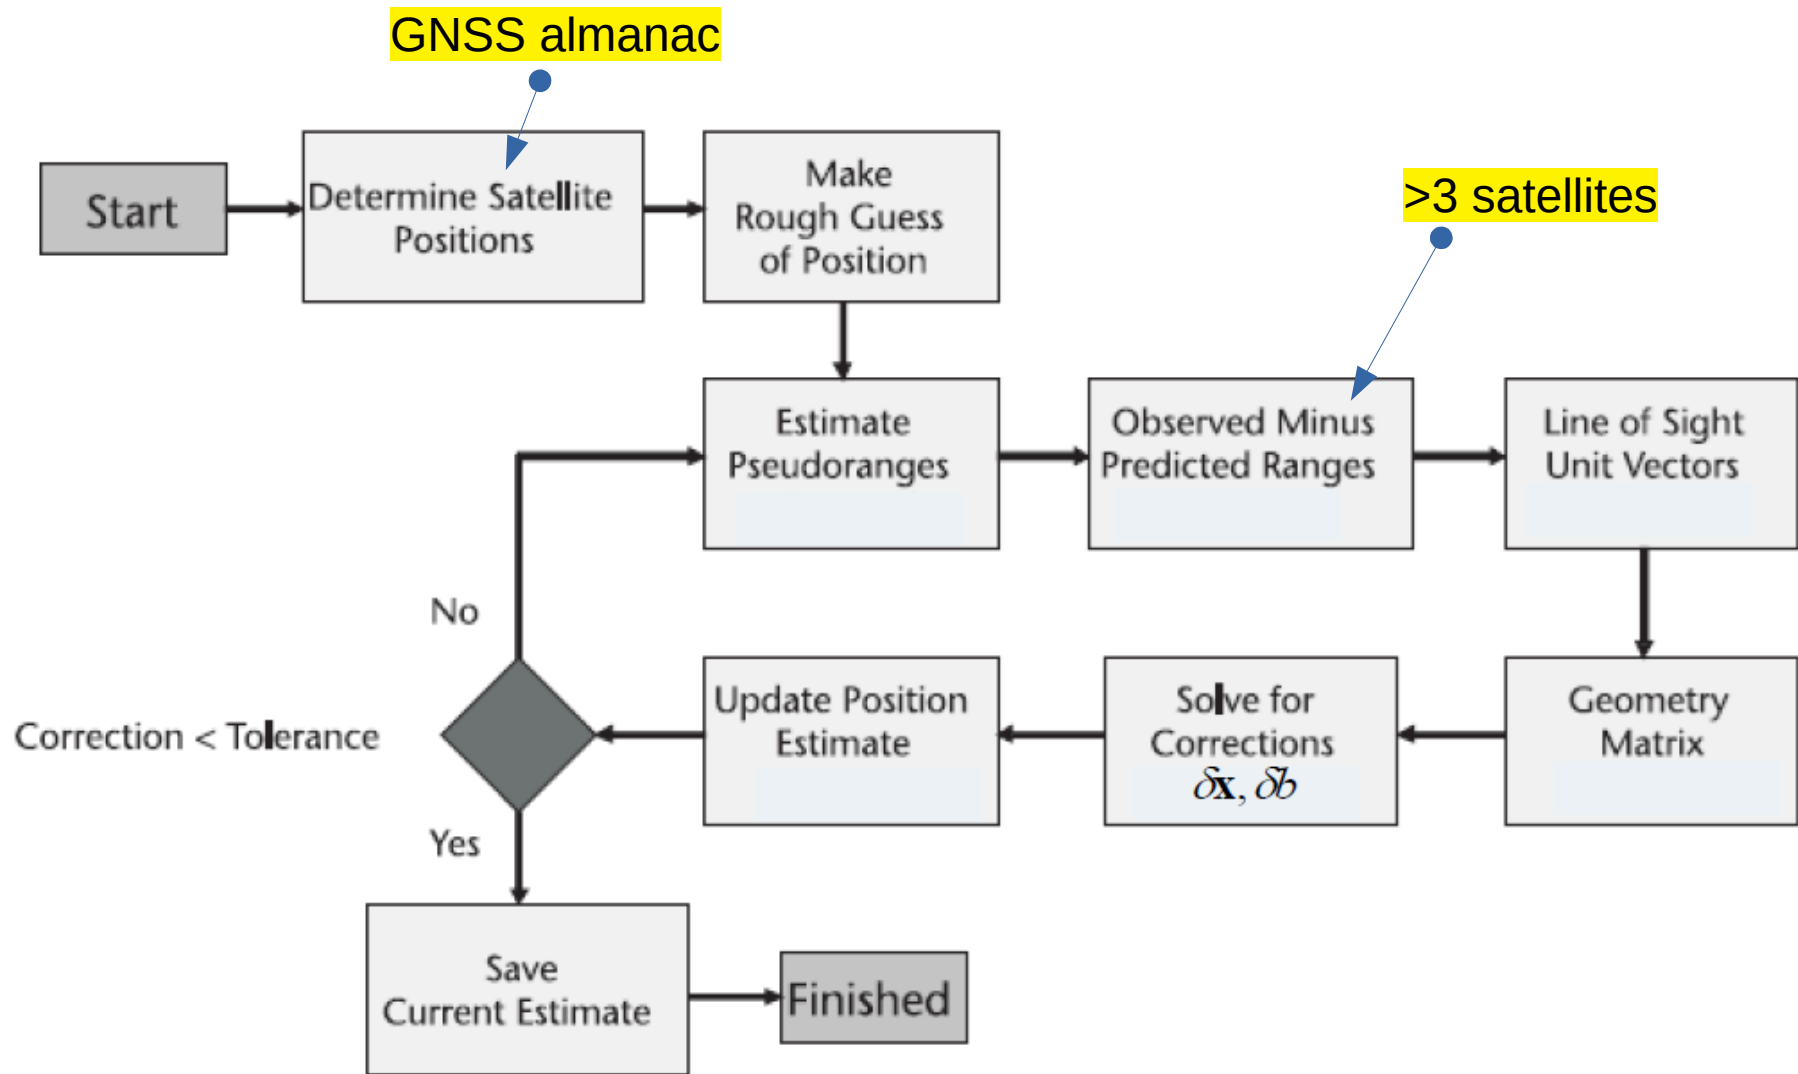 GNSS almanac
Start
Determine Satellite
Positions
Make
Rough Guess
of Position
>3 satellites
Estimate
Pseudoranges
Observed Minus
Predicted Ranges
Line of Sight
Unit Vectors
No
Correction < Tolerance
Update Position
Estimate
Solve for
Corrections
δx, δb
Geometry
Matrix
Yes
Save
Current Estimate
Finished